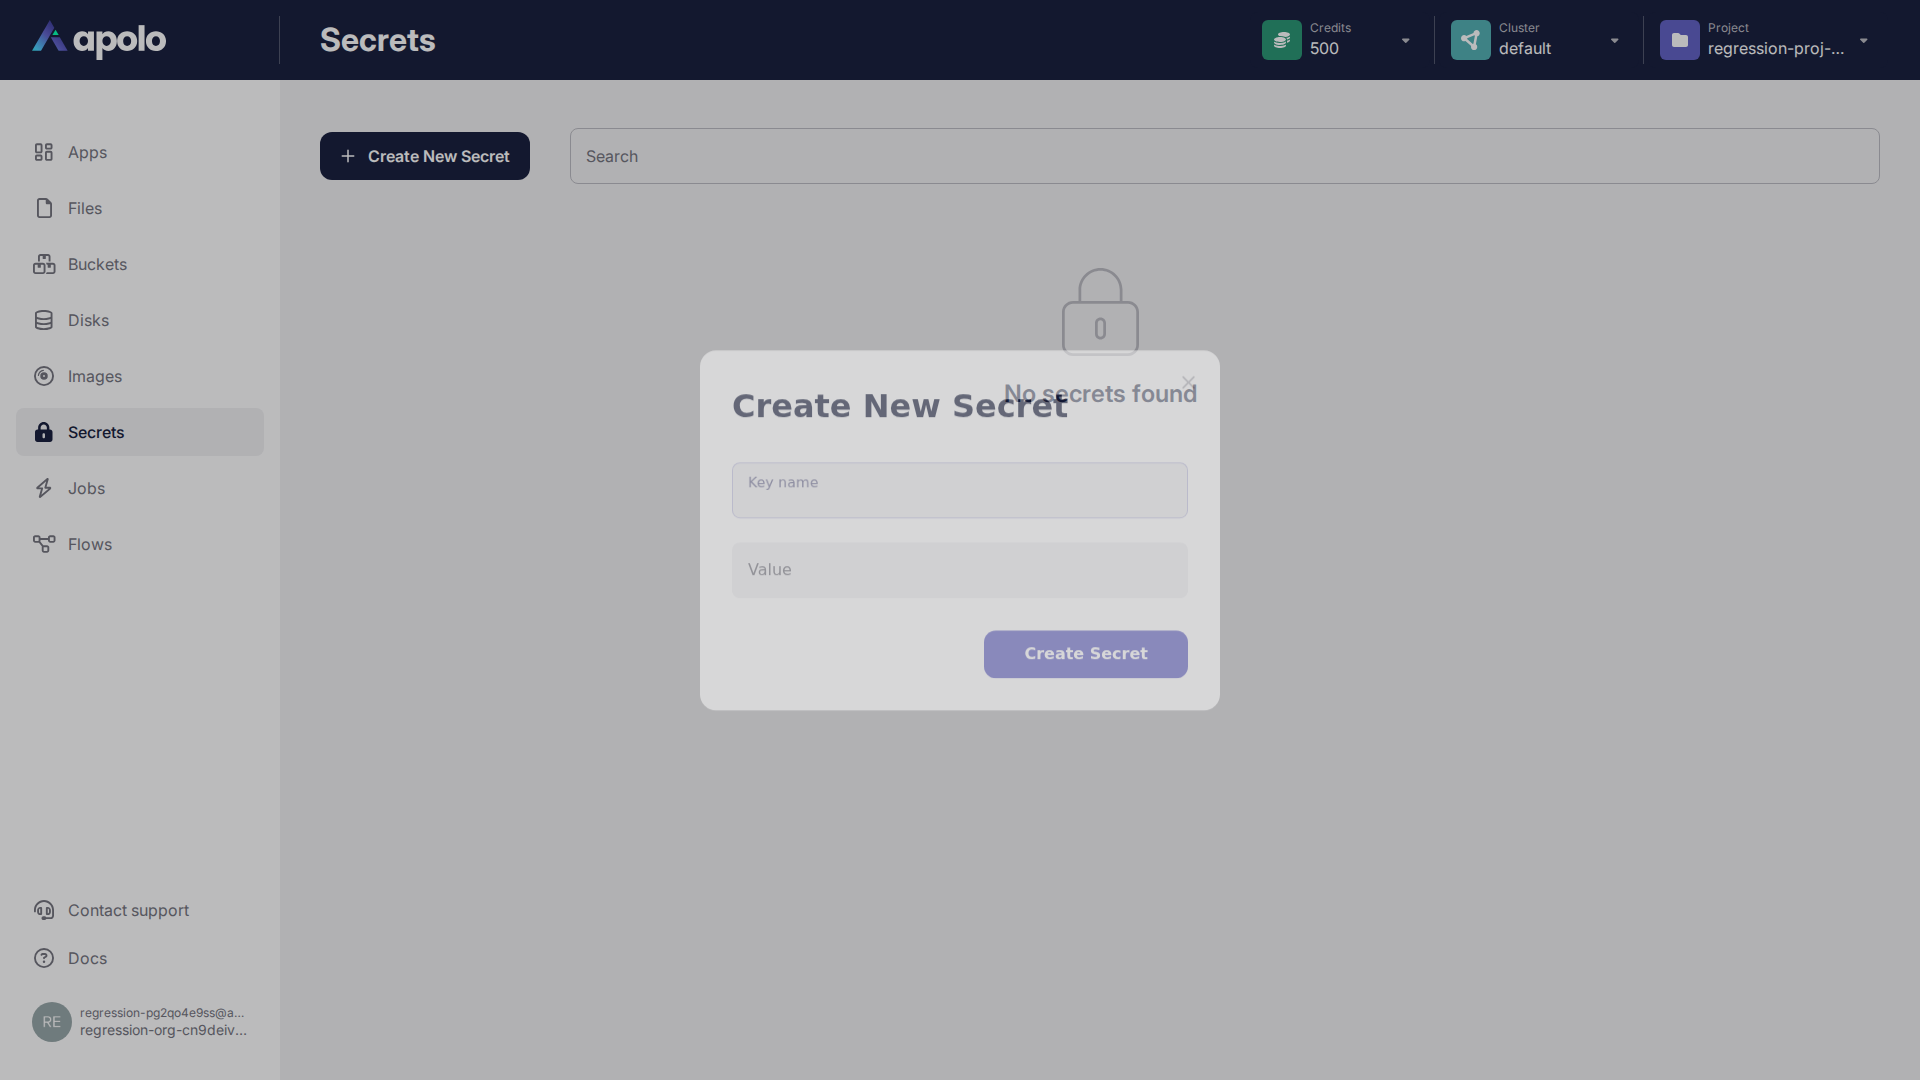 apolo
Secrets
Credits
500
Cluster
default
Project
regression-proj-...
Apps
Files
Buckets
Disks
Images
Secrets
Jobs
Flows
Contact support
Docs
RE
regression-pg2qo4e9ss@a...
regression-org-cn9deiv...
Create New Secret
Search
No secrets found
Create New Secret
Key name
Value
Create Secret